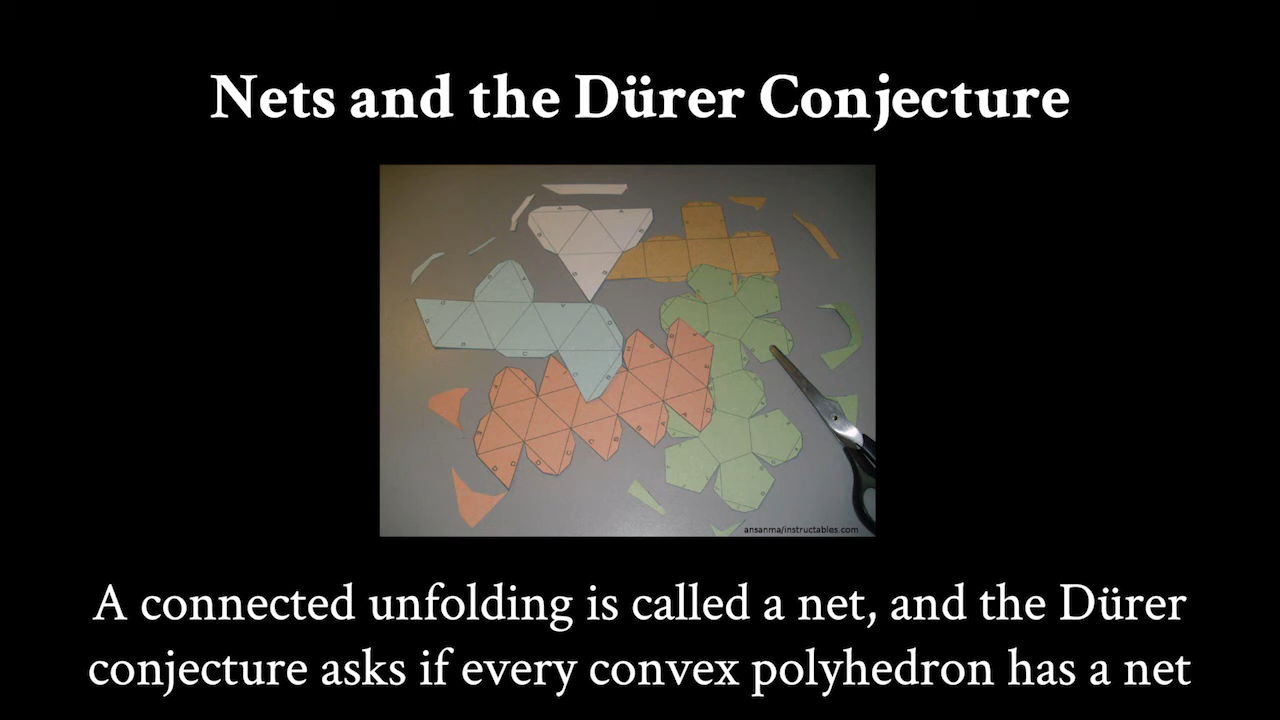 Nets and the Dürer Conjecture
ansanma/instructables.com
A connected unfolding is called a net, and the Dürer
conjecture asks if every convex polyhedron has a net